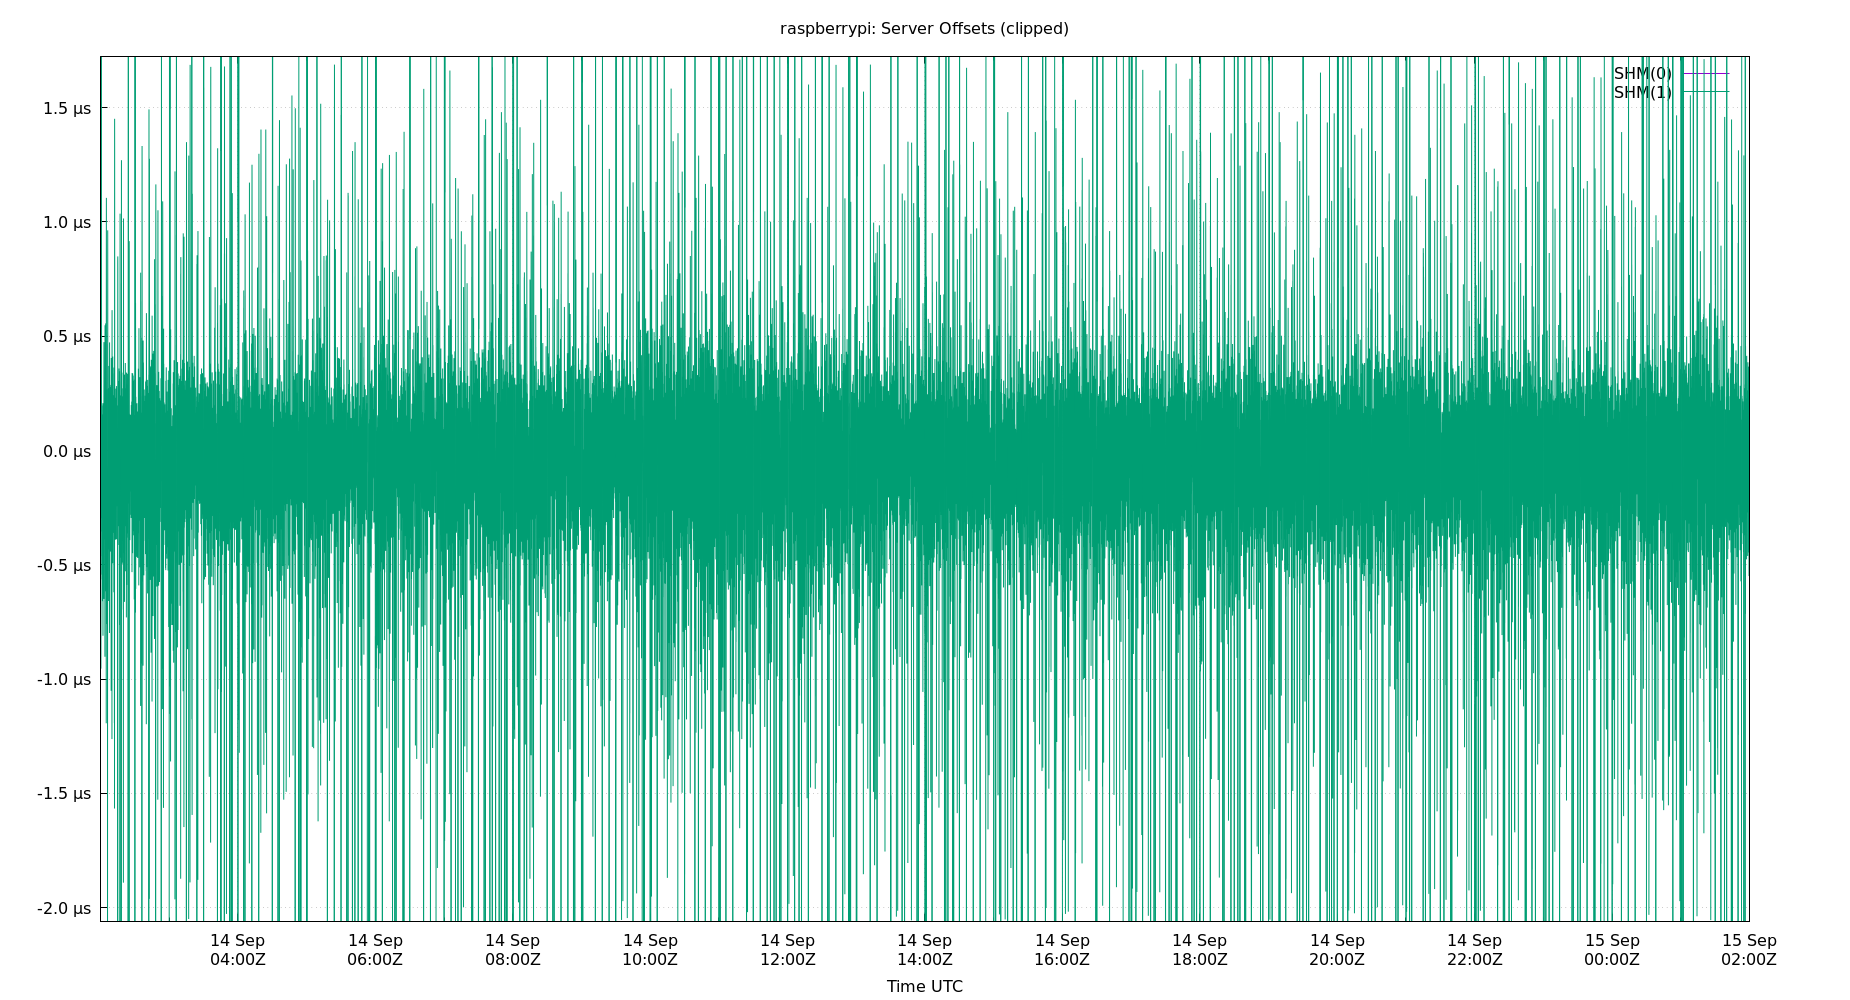 raspberrypi: Server Offsets (clipped)
SHM(0)
SHM(1)
1.5 µs
1.0 µs
0.5 µs
0.0 µs
-0.5 µs
-1.0 µs
-1.5 µs
-2.0 µs
14 Sep 14 Sep 14 Sep 14 Sep 14 Sep 14 Sep 14 Sep 14 Sep 14 Sep 14 Sep 15 Sep 15 Sep
04:00Z 06:00Z 08:00Z 10:00Z 12:00Z 14:00Z 16:00Z 18:00Z 20:00Z 22:00Z 00:00Z 02:00Z
Time UTC